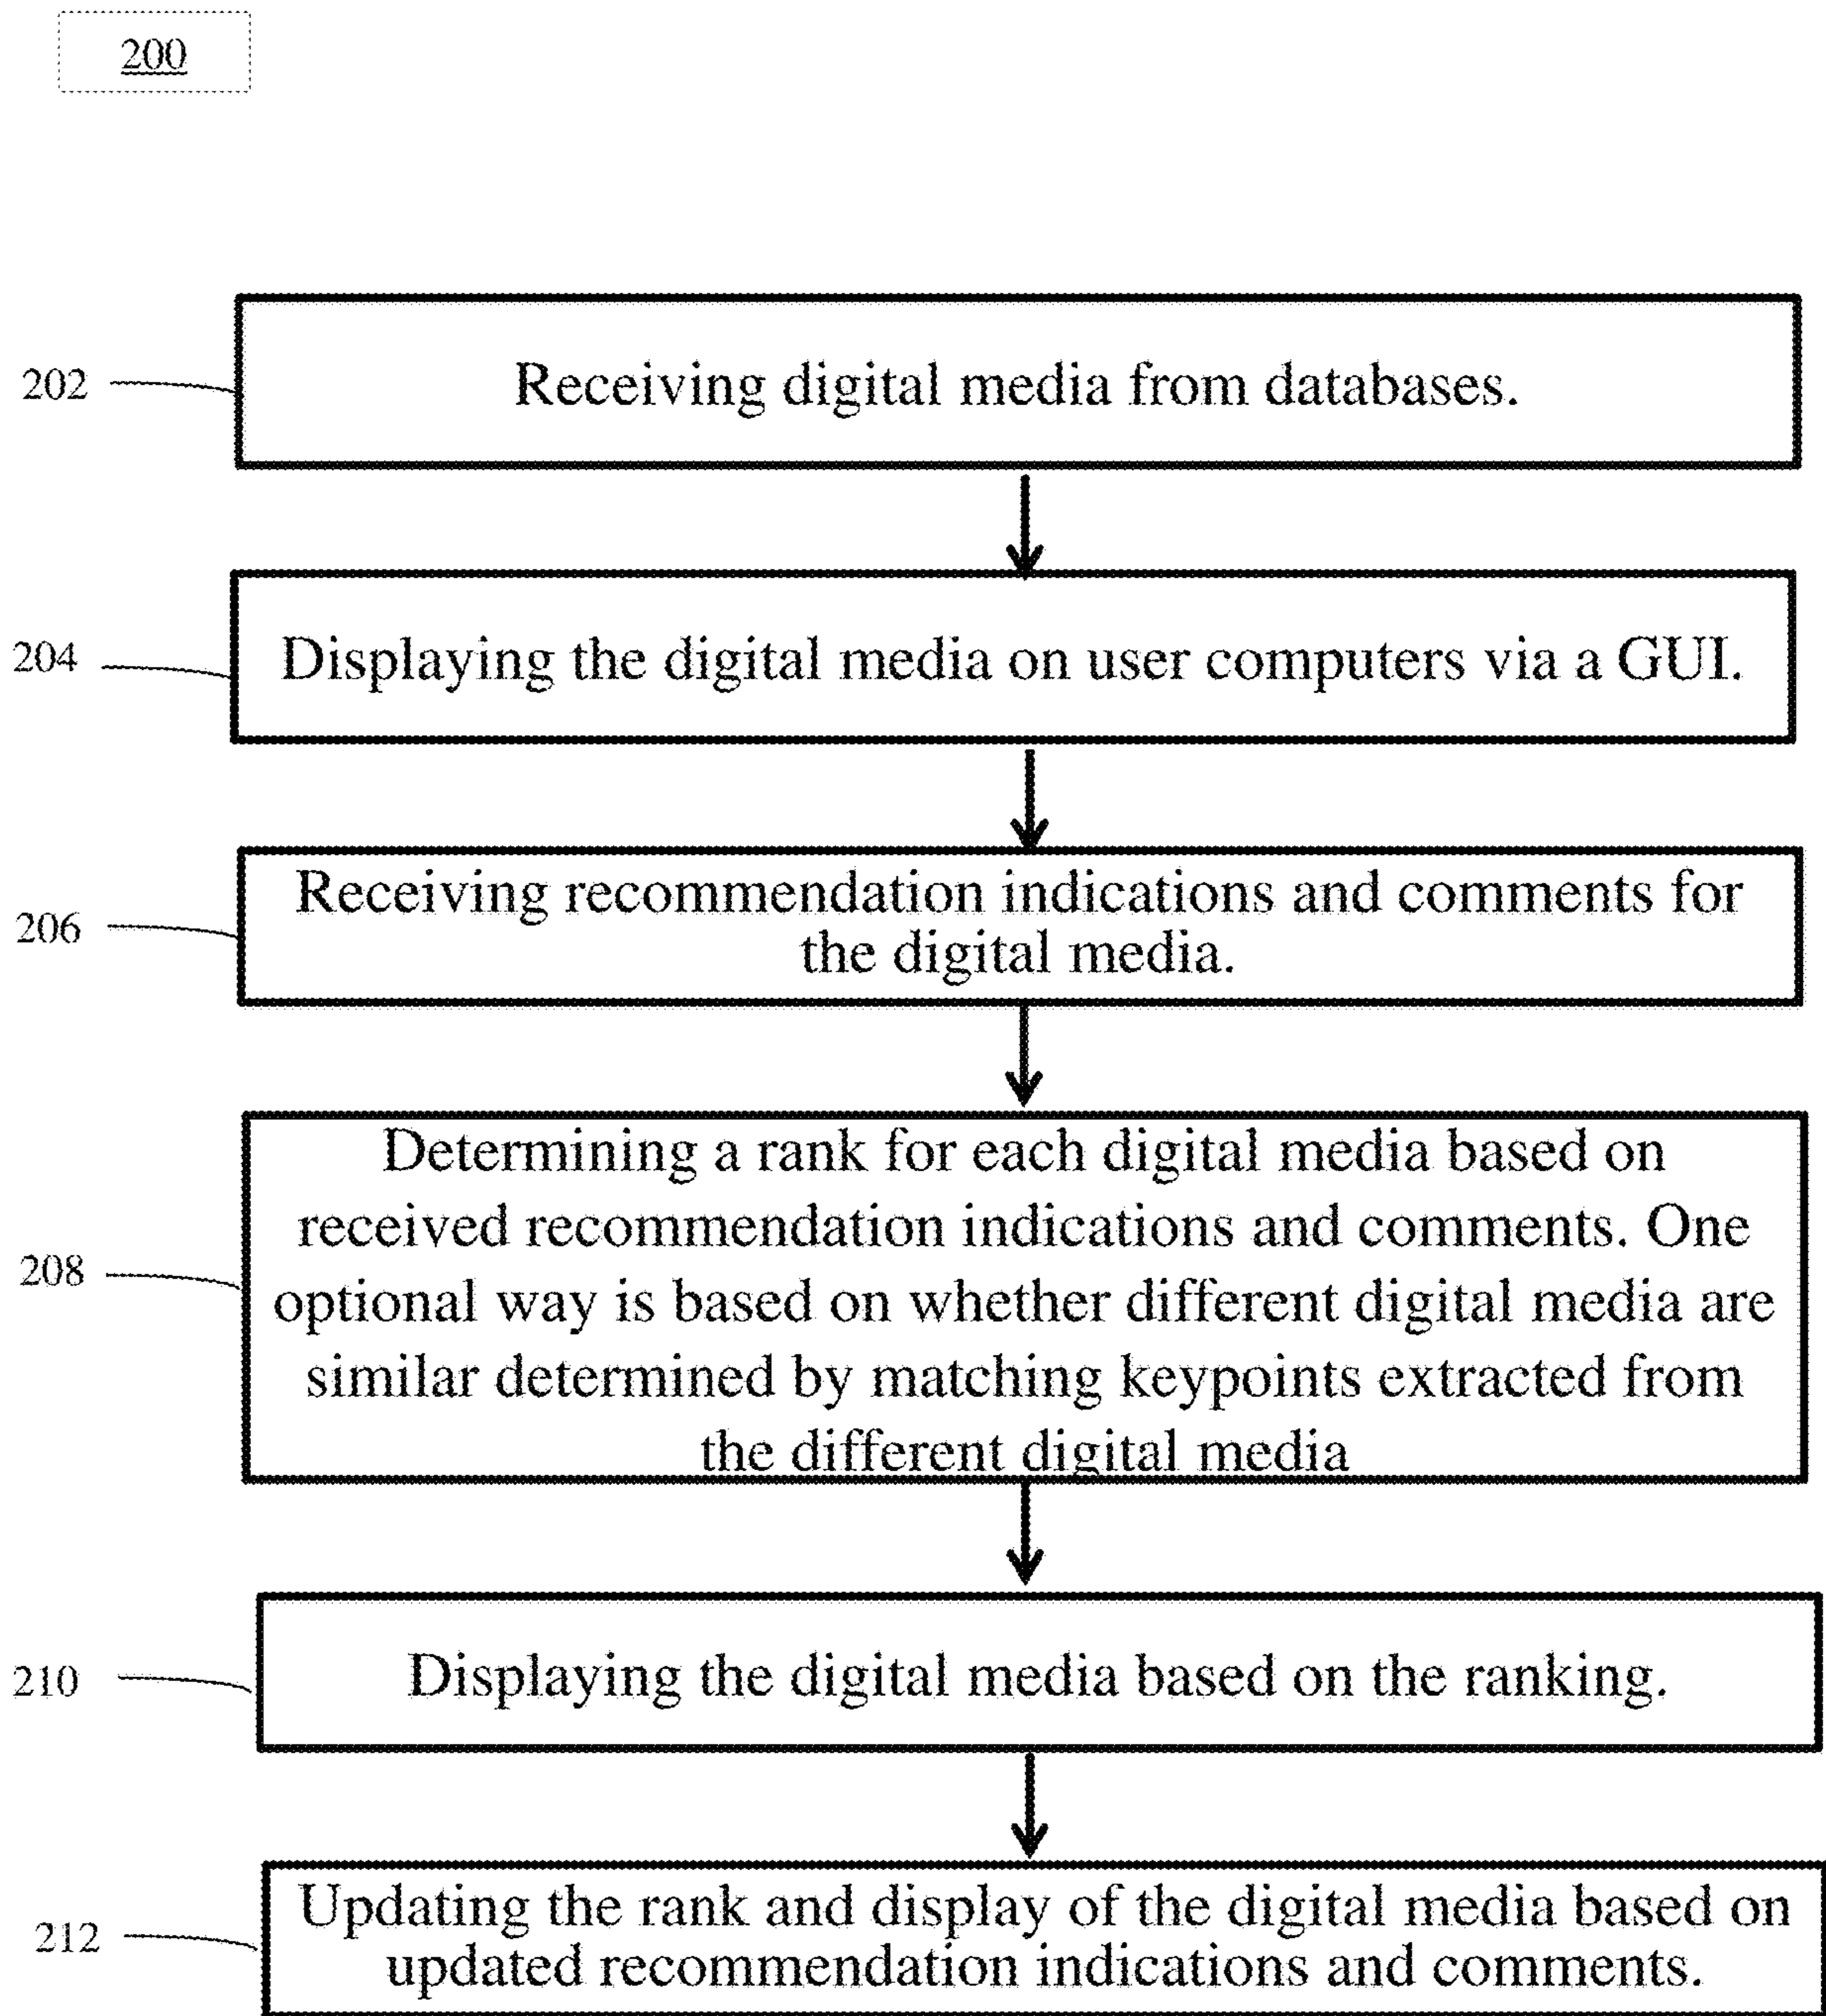 200
202
Receiving digital media from databases.
204
Displaying the digital media on user computers via a GUI.
206
Receiving recommendation indications and comments for
the digital media.
208
Determining a rank for each digital media based on
received recommendation indications and comments. One
optional way is based on whether different digital media are
similar determined by matching keypoints extracted from
the different digital media
210
Displaying the digital media based on the ranking.
212
Updating the rank and display of the digital media based on
updated recommendation indications and comments.